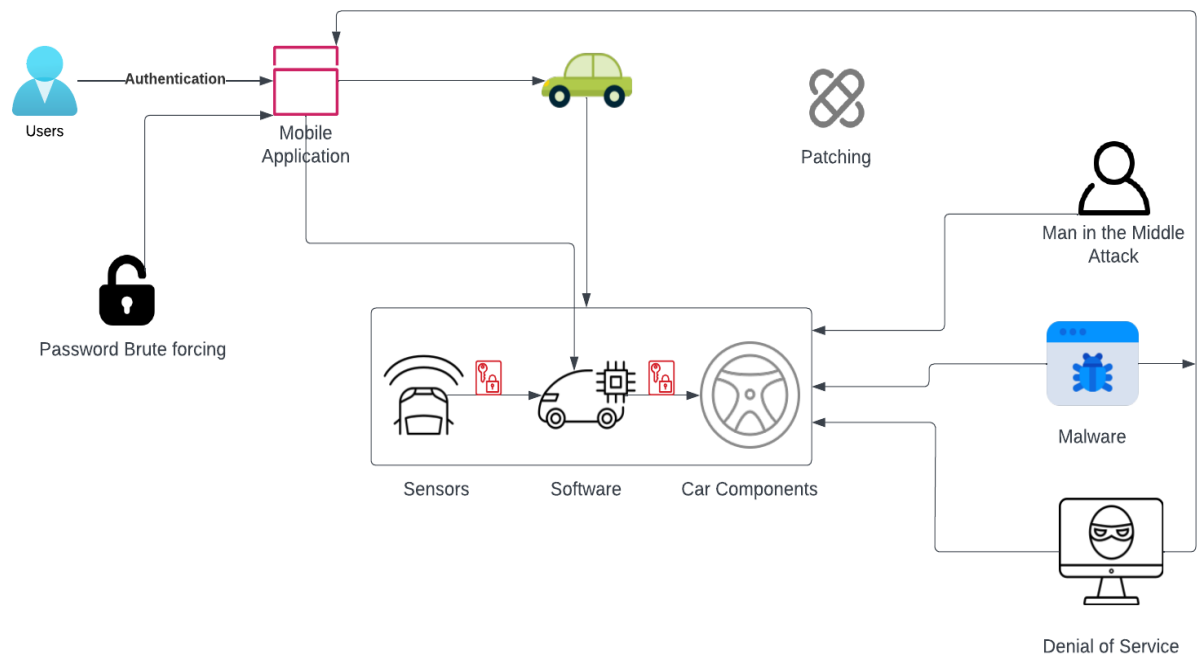 Authentication
Users
Mobile
Application
Patching
Man in the Middle
Attack
Password Brute forcing
Malware
Sensors
Software
Car Components
Denial of Service